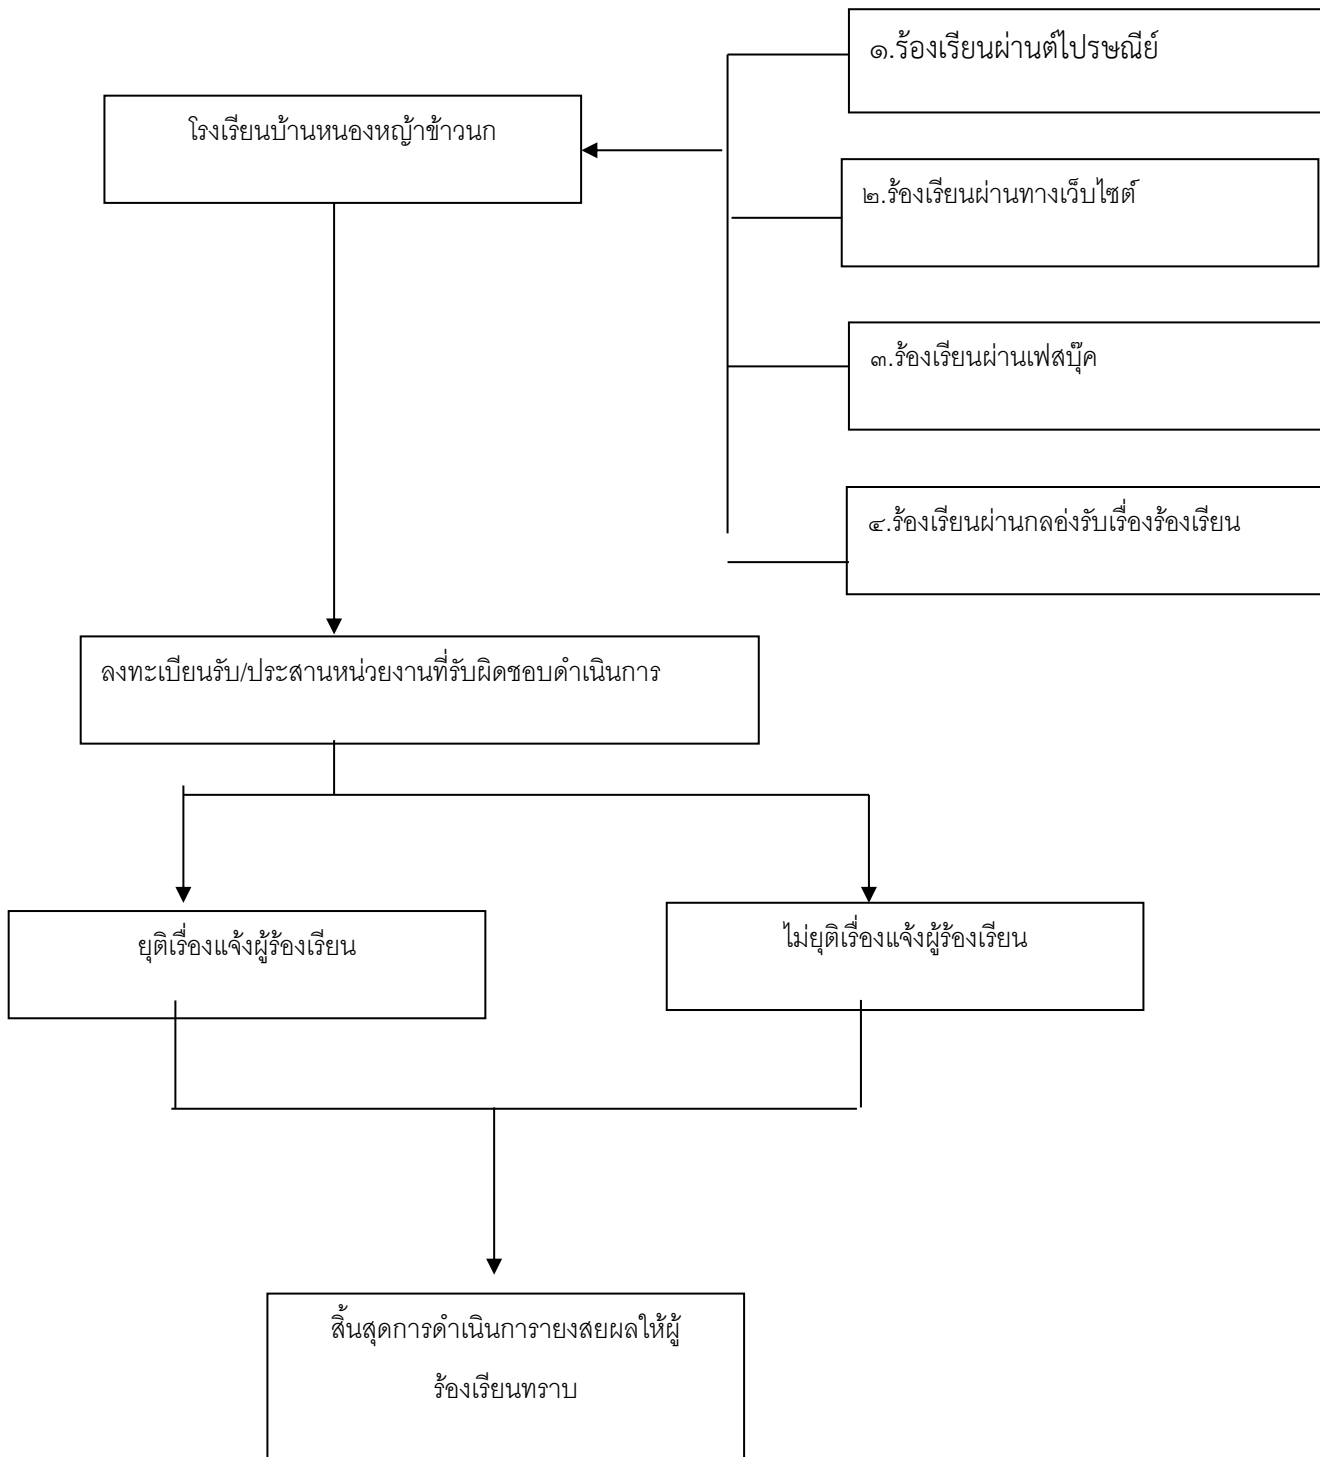 ๑.ร้องเรียนผ่านต์ไปรษณีย์
โรงเรียนบ้านหนองหญ้าข้าวนก
๒.ร้องเรียนผ่านทางเว็บไซต์
๓.ร้องเรียนผ่านเฟสบุ๊ค
๔.ร้องเรียนผ่านกลอ่งรับเรื่องร้องเรียน
ลงทะเบียนรับ/ประสานหน่วยงานที่รับผิดชอบดำเนินการ
ยุติเรื่องแจ้งผู้ร้องเรียน
ไม่ยุติเรื่องแจ้งผู้ร้องเรียน
สิ้นสุดการดำเนินการายงสยผลให้ผู้
ร้องเรียนทราบ